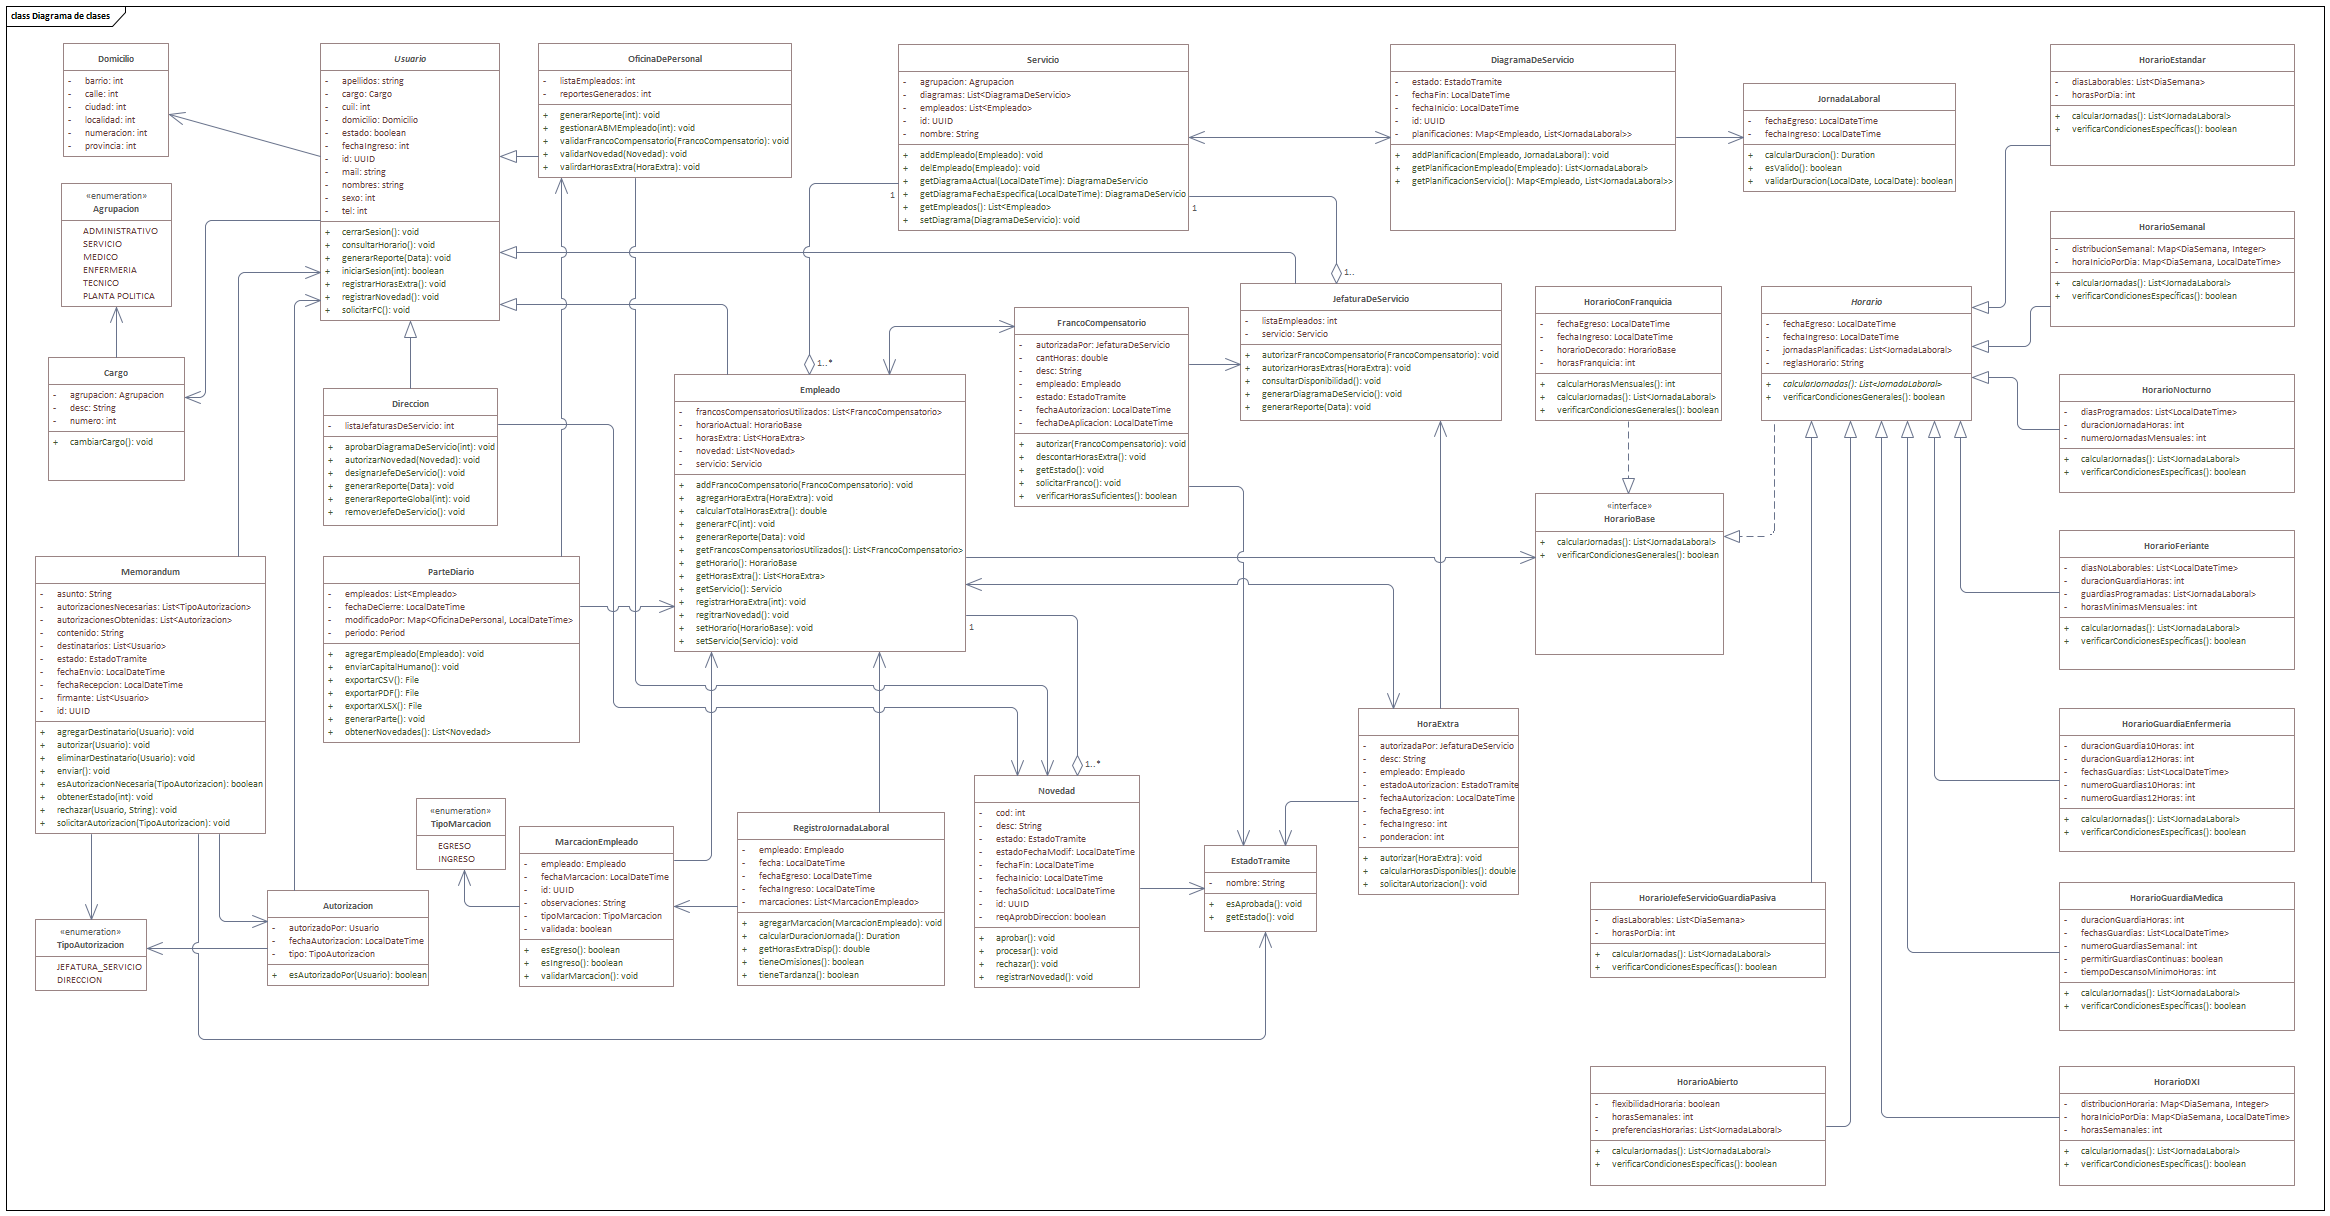 class Diagrama de clases
Domicilio
- barrio: int
- calle: int
- ciudad: int
- localidad: int
- numeracion: int
- provincia: int
Usuario
- apellidos: string
- cargo: Cargo
- cuil: int
- domicilio: Domicilio
- estado: boolean
- fechaIngreso: int
- id: UUID
- mail: string
- nombres: string
- sexo: int
- tel: int
+ cerrarSesion(): void
+ consultarHorario(): void
+ generarReporte(Data): void
+ iniciarSesion(int): boolean
+ registrarHorasExtra(): void
+ registrarNovedad(): void
+ solicitarFC(): void
OficinaDePersonal
- listaEmpleados: int
- reportesGenerados: int
+ generarReporte(int): void
+ gestionarABMEmpleado(int): void
+ validarFrancoCompensatorio(FrancoCompensatorio): void
+ validarNovedad(Novedad): void
+ valirdarHorasExtra(HoraExtra): void
Servicio
- agrupacion: Agrupacion
- diagramas: List<DiagramaDeServicio>
- empleados: List<Empleado>
- id: UUID
- nombre: String
+ addEmpleado(Empleado): void
+ delEmpleado(Empleado): void
+ getDiagramaActual(LocalDateTime): DiagramaDeServicio
+ getDiagramaFechaEspecifica(LocalDateTime): DiagramaDeServicio
+ getEmpleados(): List<Empleado>
+ setDiagrama(DiagramaDeServicio): void
1
1
DiagramaDeServicio
- estado: EstadoTramite
- fechaFin: LocalDateTime
- fechaInicio: LocalDateTime
- id: UUID
- planificaciones: Map<Empleado, List<JornadaLaboral>>
+ addPlanificacion(Empleado, JornadaLaboral): void
+ getPlanificacionEmpleado(Empleado): List<JornadaLaboral>
+ getPlanificacionServicio(): Map<Empleado, List<JornadaLaboral>>
JornadaLaboral
- fechaEgreso: LocalDateTime
- fechaIngreso: LocalDateTime
+ calcularDuracion(): Duration
+ esValido(): boolean
+ validarDuracion(LocalDate, LocalDate): boolean
HorarioEstandar
- diasLaborables: List<DiaSemana>
- horasPorDia: int
+ calcularJornadas(): List<JornadaLaboral>
+ verificarCondicionesEspecíficas(): boolean
«enumeration»
Agrupacion
ADMINISTRATIVO
SERVICIO
MEDICO
ENFERMERIA
TECNICO
PLANTA POLITICA
HorarioSemanal
- distribucionSemanal: Map<DiaSemana, Integer>
- horaInicioPorDia: Map<DiaSemana, LocalDateTime>
+ calcularJornadas(): List<JornadaLaboral>
+ verificarCondicionesEspecíficas(): boolean
1..
JefaturaDeServicio
- listaEmpleados: int
- servicio: Servicio
+ autorizarFrancoCompensatorio(FrancoCompensatorio): void
+ autorizarHorasExtras(HoraExtra): void
+ consultarDisponibilidad(): void
+ generarDiagramaDeServicio(): void
+ generarReporte(Data): void
HorarioConFranquicia
- fechaEgreso: LocalDateTime
- fechaIngreso: LocalDateTime
- horarioDecorado: HorarioBase
- horasFranquicia: int
+ calcularHorasMensuales(): int
+ calcularJornadas(): List<JornadaLaboral>
+ verificarCondicionesGenerales(): boolean
Horario
- fechaEgreso: LocalDateTime
- fechaIngreso: LocalDateTime
- jornadasPlanificadas: List<JornadaLaboral>
- reglasHorario: String
+ calcularJornadas(): List<JornadaLaboral>
+ verificarCondicionesGenerales(): boolean
FrancoCompensatorio
- autorizadaPor: JefaturaDeServicio
- cantHoras: double
- desc: String
- empleado: Empleado
- estado: EstadoTramite
- fechaAutorizacion: LocalDateTime
- fechaDeAplicacion: LocalDateTime
+ autorizar(FrancoCompensatorio): void
+ descontarHorasExtra(): void
+ getEstado(): void
+ solicitarFranco(): void
+ verificarHorasSuficientes(): boolean
Cargo
- agrupacion: Agrupacion
- desc: String
- numero: int
+ cambiarCargo(): void
Direccion
- listaJefaturasDeServicio: int
+ aprobarDiagramaDeServicio(int): void
+ autorizarNovedad(Novedad): void
+ designarJefeDeServicio(): void
+ generarReporte(Data): void
+ generarReporteGlobal(int): void
+ removerJefeDeServicio(): void
1..*
Empleado
- francosCompensatoriosUtilizados: List<FrancoCompensatorio>
- horarioActual: HorarioBase
- horasExtra: List<HoraExtra>
- novedad: List<Novedad>
- servicio: Servicio
+ addFrancoCompensatorio(FrancoCompensatorio): void
+ agregarHoraExtra(HoraExtra): void
+ calcularTotalHorasExtra(): double
+ generarFC(int): void
+ generarReporte(Data): void
+ getFrancosCompensatoriosUtilizados(): List<FrancoCompensatorio>
+ getHorario(): HorarioBase
+ getHorasExtra(): List<HoraExtra>
+ getServicio(): Servicio
+ registrarHoraExtra(int): void
+ regitrarNovedad(): void
+ setHorario(HorarioBase): void
+ setServicio(Servicio): void
1
HorarioNocturno
- diasProgramados: List<LocalDateTime>
- duracionJornadaHoras: int
- numeroJornadasMensuales: int
+ calcularJornadas(): List<JornadaLaboral>
+ verificarCondicionesEspecíficas(): boolean
«interface»
HorarioBase
+ calcularJornadas(): List<JornadaLaboral>
+ verificarCondicionesGenerales(): boolean
HorarioFeriante
- diasNoLaborables: List<LocalDateTime>
- duracionGuardiaHoras: int
- guardiasProgramadas: List<JornadaLaboral>
- horasMinimasMensuales: int
+ calcularJornadas(): List<JornadaLaboral>
+ verificarCondicionesEspecíficas(): boolean
Memorandum
- asunto: String
- autorizacionesNecesarias: List<TipoAutorizacion>
- autorizacionesObtenidas: List<Autorizacion>
- contenido: String
- destinatarios: List<Usuario>
- estado: EstadoTramite
- fechaEnvio: LocalDateTime
- fechaRecepcion: LocalDateTime
- firmante: List<Usuario>
- id: UUID
+ agregarDestinatario(Usuario): void
+ autorizar(Usuario): void
+ eliminarDestinatario(Usuario): void
+ enviar(): void
+ esAutorizacionNecesaria(TipoAutorizacion): boolean
+ obtenerEstado(int): void
+ rechazar(Usuario, String): void
+ solicitarAutorizacion(TipoAutorizacion): void
ParteDiario
- empleados: List<Empleado>
- fechaDeCierre: LocalDateTime
- modificadoPor: Map<OficinaDePersonal, LocalDateTime>
- periodo: Period
+ agregarEmpleado(Empleado): void
+ enviarCapitalHumano(): void
+ exportarCSV(): File
+ exportarPDF(): File
+ exportarXLSX(): File
+ generarParte(): void
+ obtenerNovedades(): List<Novedad>
HoraExtra
- autorizadaPor: JefaturaDeServicio
- desc: String
- empleado: Empleado
- estadoAutorizacion: EstadoTramite
- fechaAutorizacion: LocalDateTime
- fechaEgreso: int
- fechaIngreso: int
- ponderacion: int
+ autorizar(HoraExtra): void
+ calcularHorasDisponibles(): double
+ solicitarAutorizacion(): void
HorarioGuardiaEnfermeria
- duracionGuardia10Horas: int
- duracionGuardia12Horas: int
- fechasGuardias: List<LocalDateTime>
- numeroGuardias10Horas: int
- numeroGuardias12Horas: int
+ calcularJornadas(): List<JornadaLaboral>
+ verificarCondicionesEspecíficas(): boolean
1..*
Novedad
- cod: int
- desc: String
- estado: EstadoTramite
- estadoFechaModif: LocalDateTime
- fechaFin: LocalDateTime
- fechaInicio: LocalDateTime
- fechaSolicitud: LocalDateTime
- id: UUID
- reqAprobDireccion: boolean
+ aprobar(): void
+ procesar(): void
+ rechazar(): void
+ registrarNovedad(): void
«enumeration»
TipoMarcacion
EGRESO
INGRESO
MarcacionEmpleado
- empleado: Empleado
- fechaMarcacion: LocalDateTime
- id: UUID
- observaciones: String
- tipoMarcacion: TipoMarcacion
- validada: boolean
+ esEgreso(): boolean
+ esIngreso(): boolean
+ validarMarcacion(): void
RegistroJornadaLaboral
- empleado: Empleado
- fecha: LocalDateTime
- fechaEgreso: LocalDateTime
- fechaIngreso: LocalDateTime
- marcaciones: List<MarcacionEmpleado>
+ agregarMarcacion(MarcacionEmpleado): void
+ calcularDuracionJornada(): Duration
+ getHorasExtraDisp(): double
+ tieneOmisiones(): boolean
+ tieneTardanza(): boolean
EstadoTramite
- nombre: String
+ esAprobada(): void
+ getEstado(): void
HorarioJefeServicioGuardiaPasiva
- diasLaborables: List<DiaSemana>
- horasPorDia: int
+ calcularJornadas(): List<JornadaLaboral>
+ verificarCondicionesEspecíficas(): boolean
HorarioGuardiaMedica
- duracionGuardiaHoras: int
- fechasGuardias: List<LocalDateTime>
- numeroGuardiasSemanal: int
- permitirGuardiasContinuas: boolean
- tiempoDescansoMinimoHoras: int
+ calcularJornadas(): List<JornadaLaboral>
+ verificarCondicionesEspecíficas(): boolean
«enumeration»
TipoAutorizacion
JEFATURA_SERVICIO
DIRECCION
Autorizacion
- autorizadoPor: Usuario
- fechaAutorizacion: LocalDateTime
- tipo: TipoAutorizacion
+ esAutorizadoPor(Usuario): boolean
HorarioAbierto
- flexibilidadHoraria: boolean
- horasSemanales: int
- preferenciasHorarias: List<JornadaLaboral>
+ calcularJornadas(): List<JornadaLaboral>
+ verificarCondicionesEspecíficas(): boolean
HorarioDXI
- distribucionHoraria: Map<DiaSemana, Integer>
- horaInicioPorDia: Map<DiaSemana, LocalDateTime>
- horasSemanales: int
+ calcularJornadas(): List<JornadaLaboral>
+ verificarCondicionesEspecíficas(): boolean